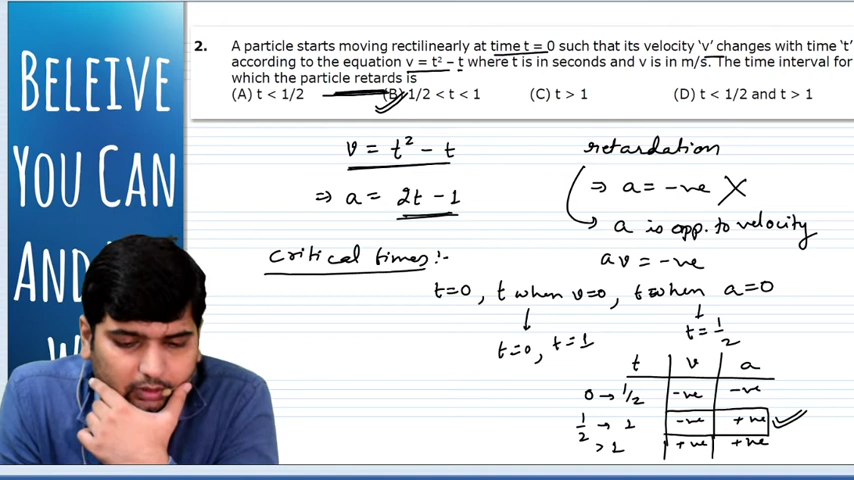 BELEIVE
YOU CAN
AND
W
2. A particle starts moving rectilinearly at time t = 0 such that its velocity 'v' changes with time 't'
according to the equation v = t² – t where t is in seconds and v is in m/s. The time interval for
which the particle retards is
(A) t < 1/2 (B) 1/2 < t < 1 (C) t > 1 (D) t < 1/2 and t > 1
v = t² - t
⇒ a = 2t - 1
critical times :-
retardation
⇒ a = -ve
→ a is opp. to velocity
a v = -ve
t=0, t when v=0, t when a=0
t=0, t=1
t = 1/2
t v a
0 → 1/2 -ve -ve
1/2 → 1 -ve +ve
> 1 +ve +ve